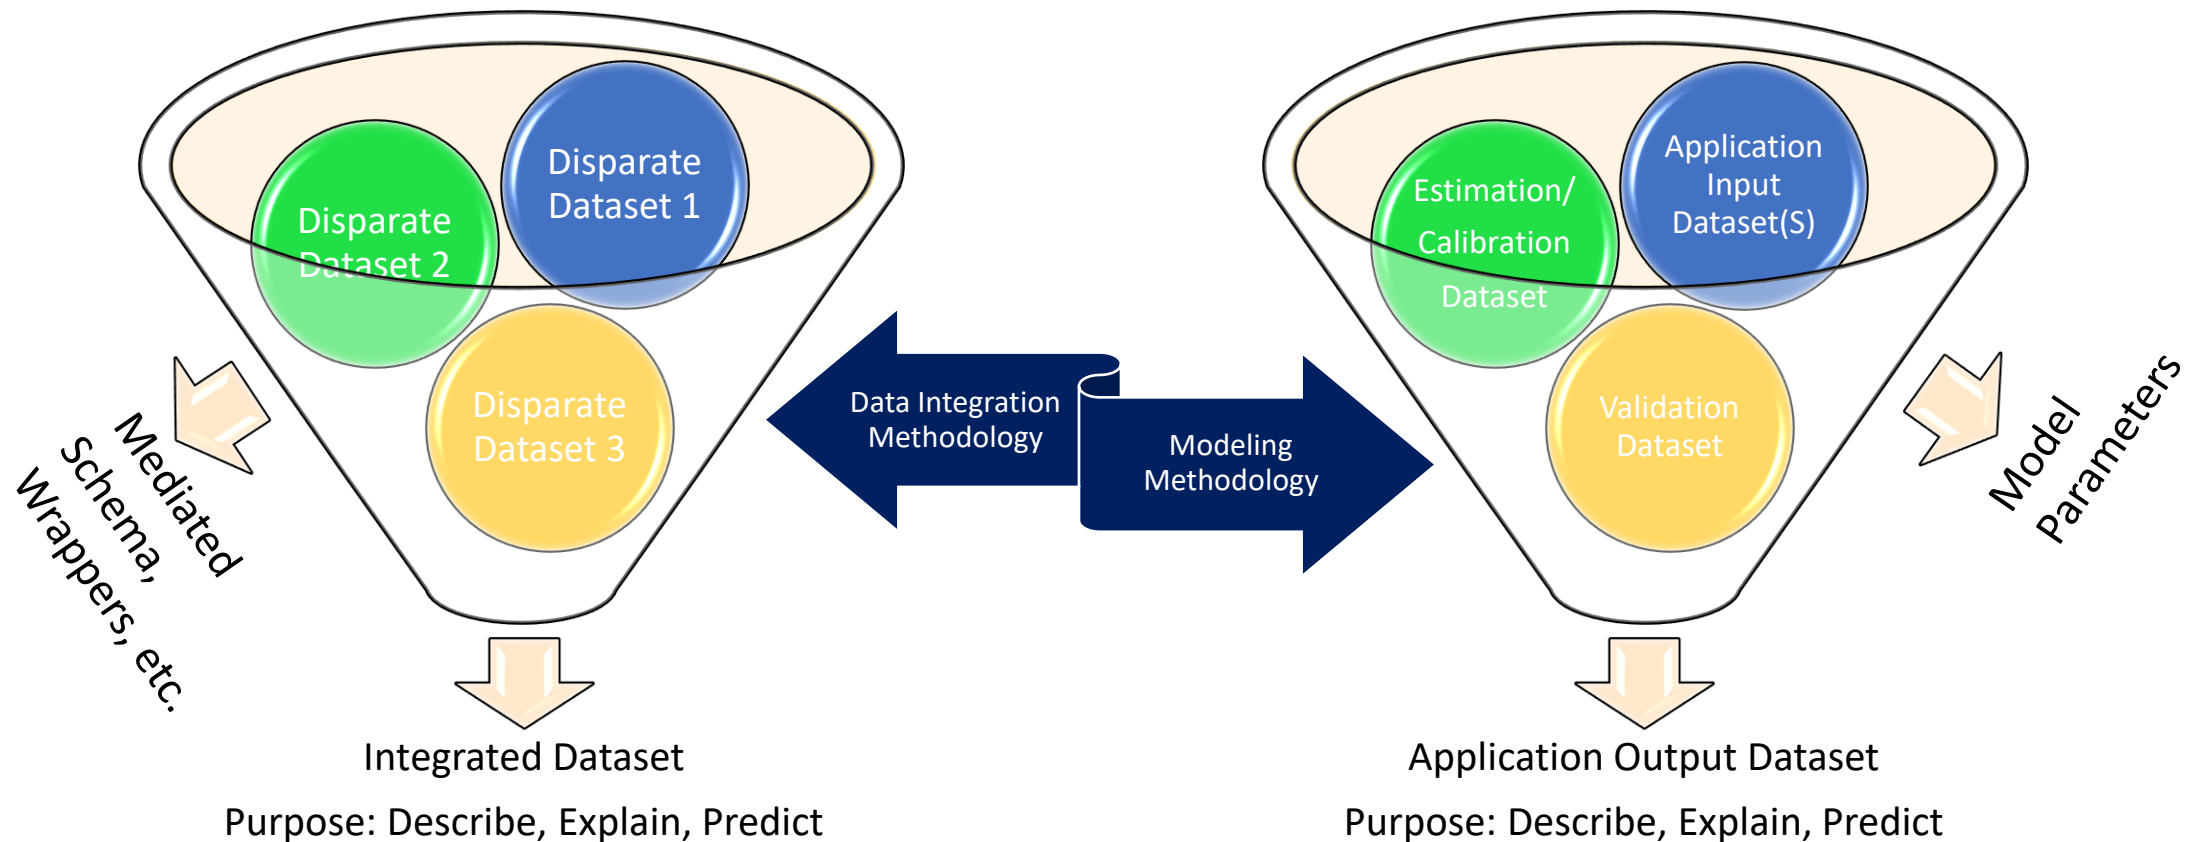 Disparate
Dataset 1
Disparate
Dataset 2
Disparate
Dataset 3
Mediated
Schema,
Wrappers, etc.
Integrated Dataset
Purpose: Describe, Explain, Predict
Data Integration
Methodology
Modeling
Methodology
Application
Input
Dataset(S)
Estimation/
Calibration
Dataset
Validation
Dataset
Model
Parameters
Application Output Dataset
Purpose: Describe, Explain, Predict